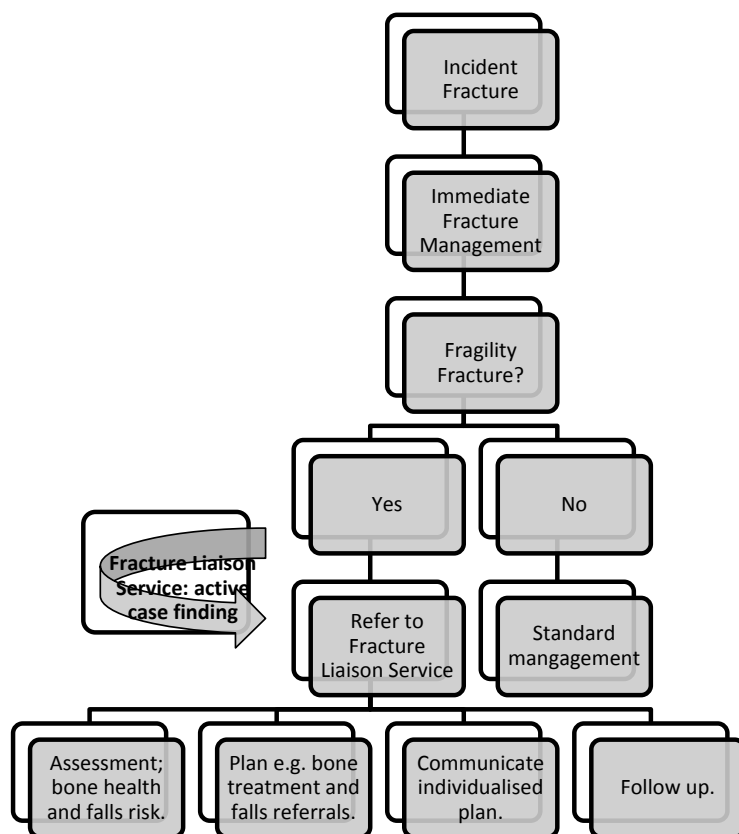 Incident
Fracture
Immediate
Fracture
Management
Fragility
Fracture?
Yes
No
Fracture Liaison
Service: active
case finding
Refer to
Fracture
Liaison Service
Standard
mangagement
Assessment;
bone health
and falls risk.
Plan e.g. bone
treatment and
falls referrals.
Communicate
individualised
plan.
Follow up.